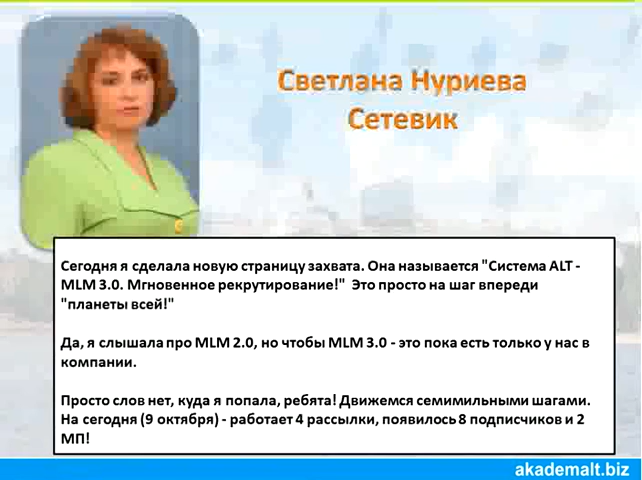 Светлана Нуриева
Сетевик
Сегодня я сделала новую страницу захвата. Она называется "Система ALT -
MLM 3.0. Мгновенное рекрутирование!" Это просто на шаг впереди
"планеты всей!"
Да, я слышала про MLM 2.0, но чтобы MLM 3.0 - это пока есть только у нас в
компании.
Просто слов нет, куда я попала, ребята! Движемся семимильными шагами.
На сегодня (9 октября) - работает 4 рассылки, появилось 8 подписчиков и 2
МП!
akademalt.biz